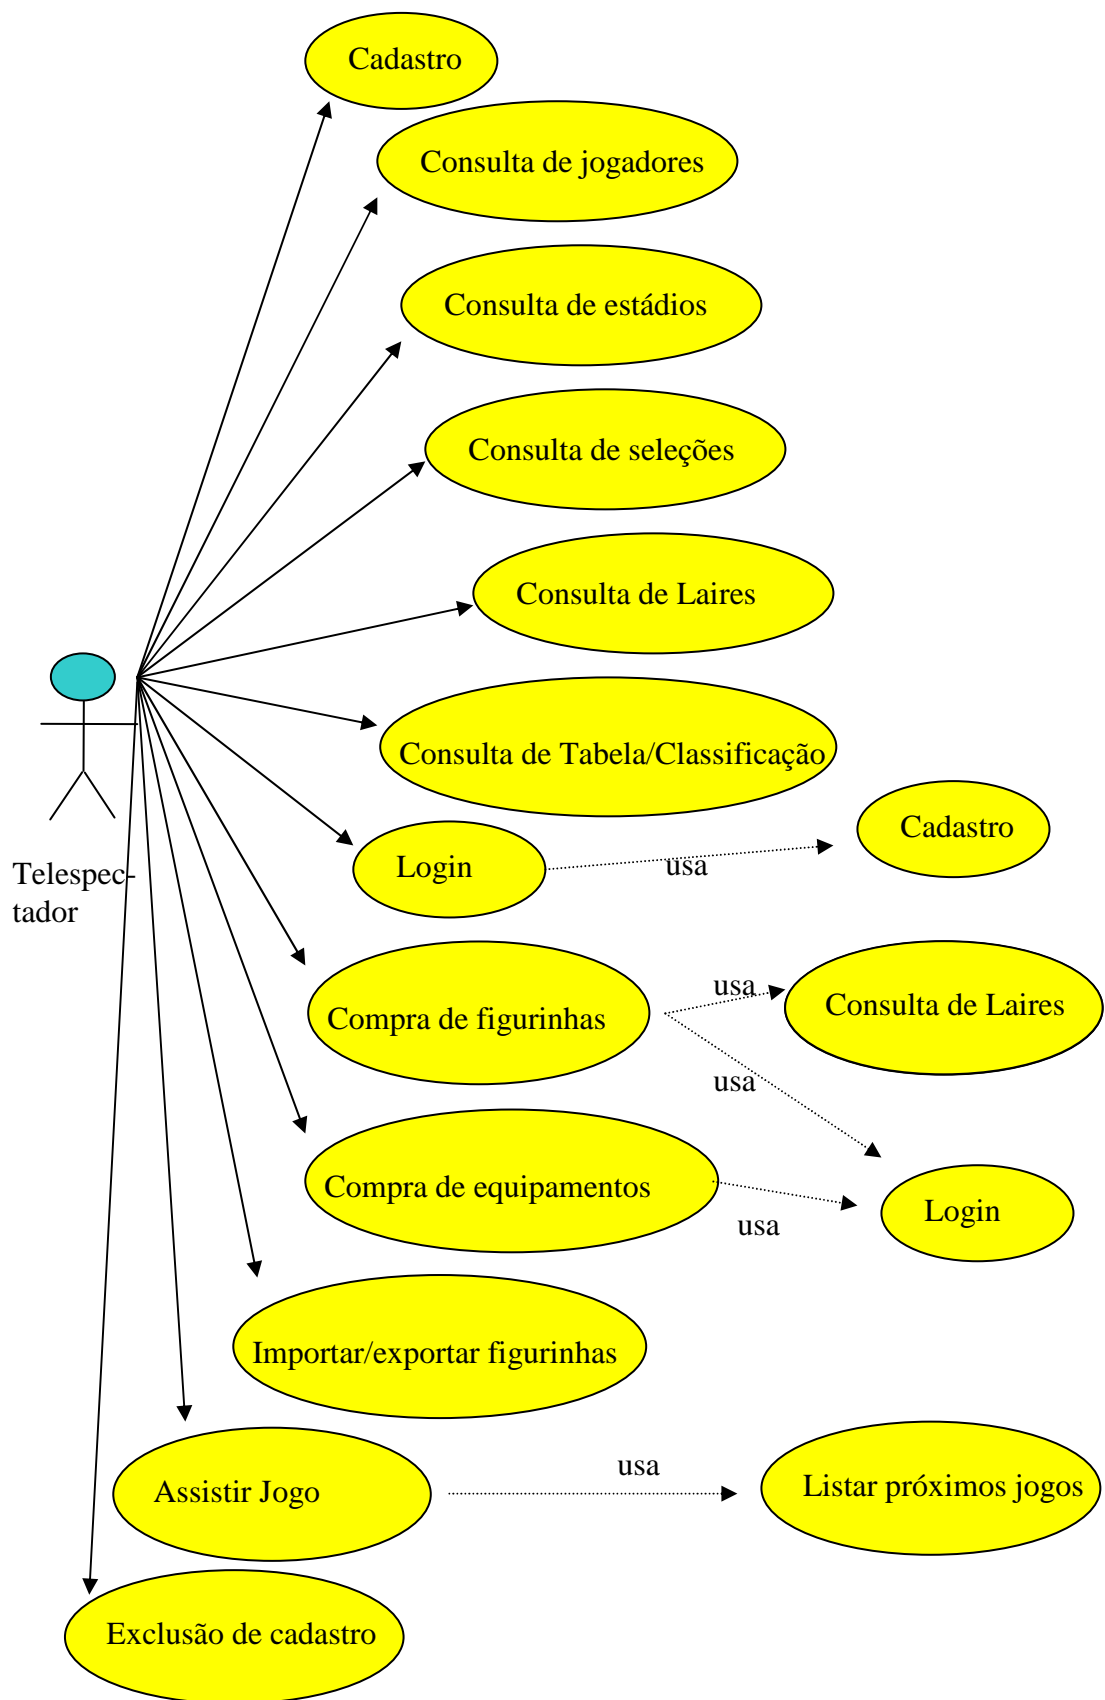 Cadastro
Consulta de jogadores
Consulta de estádios
Consulta de seleções
Consulta de Laires
Consulta de Tabela/Classificação
Cadastro
Login
usa
Telespec-
tador
usa
Consulta de Laires
Compra de figurinhas
usa
Compra de equipamentos
usa
Login
Importar/exportar figurinhas
usa
Assistir Jogo
Listar próximos jogos
Exclusão de cadastro